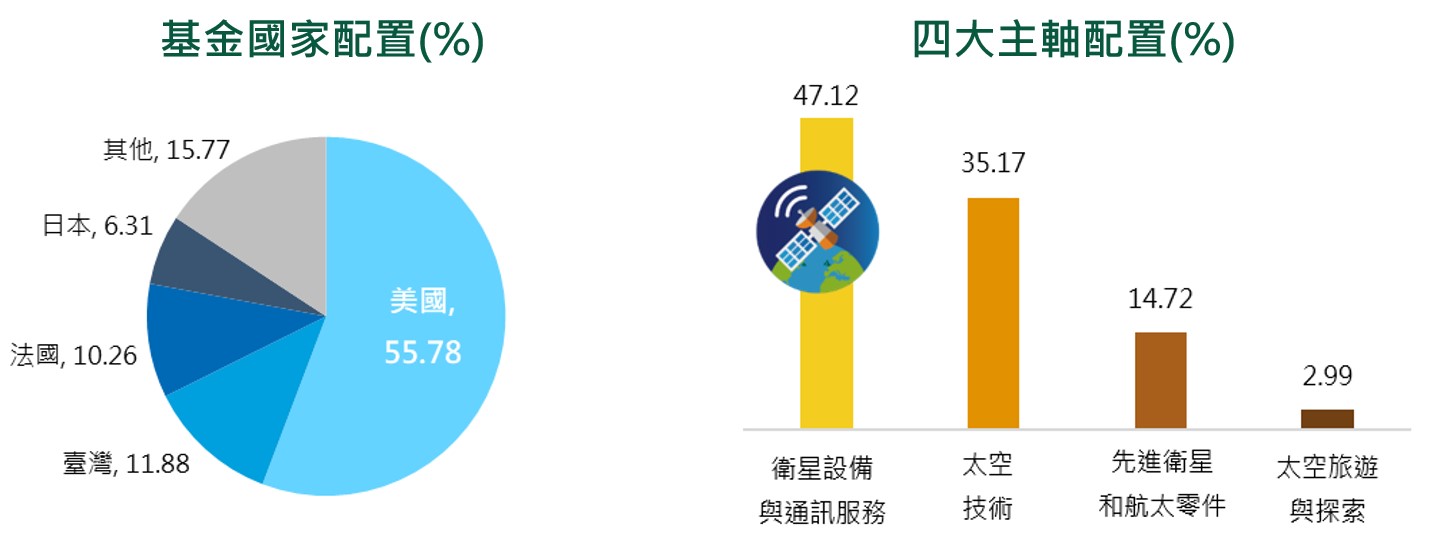 基金國家配置(%)
其他, 15.77
日本, 6.31
美國,
55.78
法國, 10.26
臺灣, 11.88
四大主軸配置(%)
47.12
35.17
14.72
2.99
衛星設備
與通訊服務
太空
技術
先進衛星
和航太零件
太空旅遊
與探索